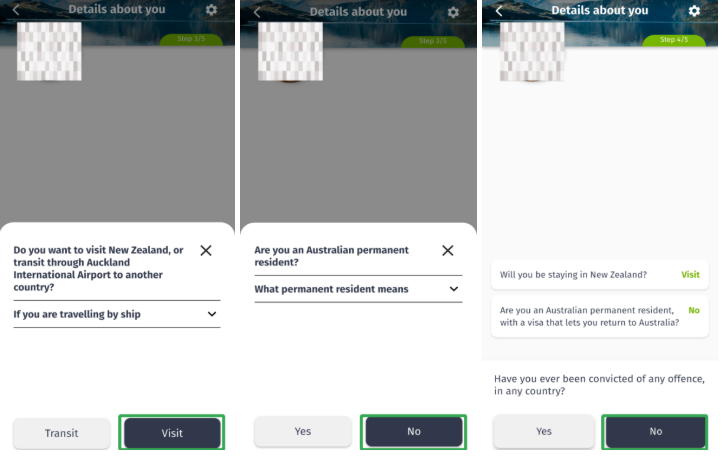 Details about you
Step 3/5
Do you want to visit New Zealand, or
transit through Auckland
International Airport to another
country?
If you are travelling by ship
Transit
Visit
Details about you
Step 3/5
Are you an Australian permanent
resident?
What permanent resident means
Yes
No
Details about you
Step 4/5
Will you be staying in New Zealand?
Visit
Are you an Australian permanent resident,
No
with a visa that lets you return to Australia?
Have you ever been convicted of any offence,
in any country?
Yes
No